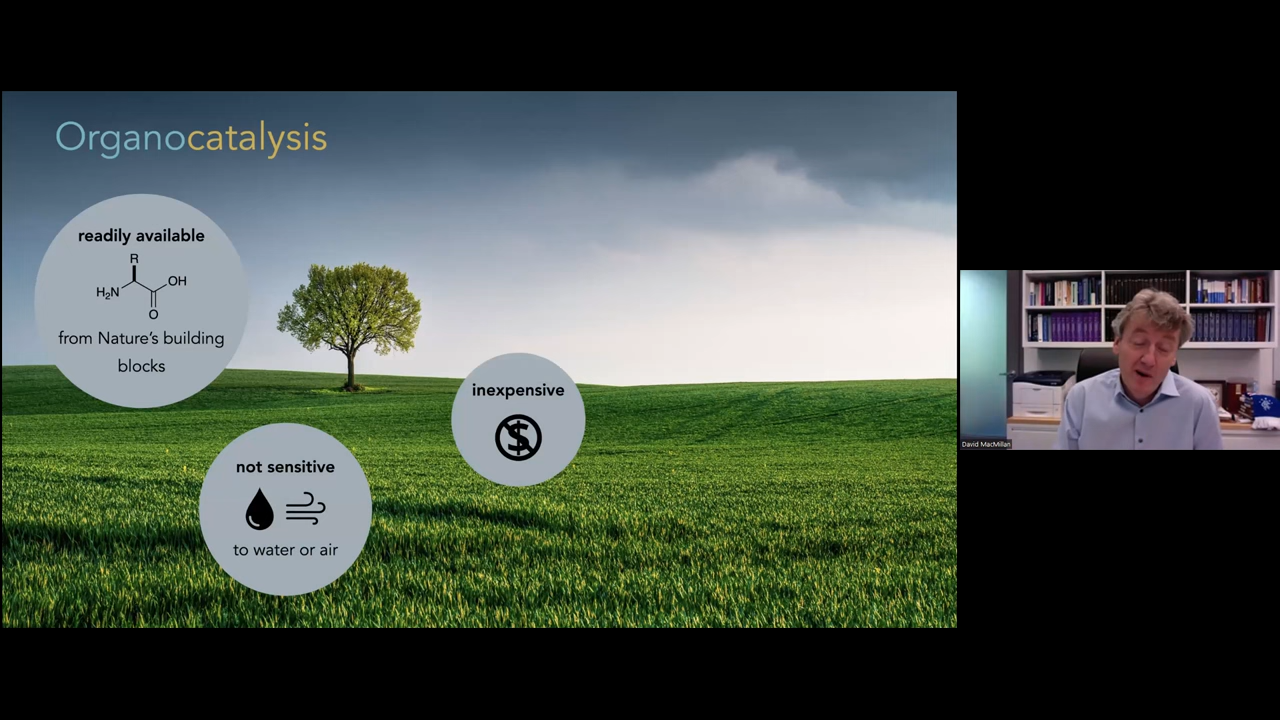 Organocatalysis
readily available
R
H₂N
OH
O
from Nature's building
blocks
inexpensive
$
not sensitive
to water or air
David MacMillan